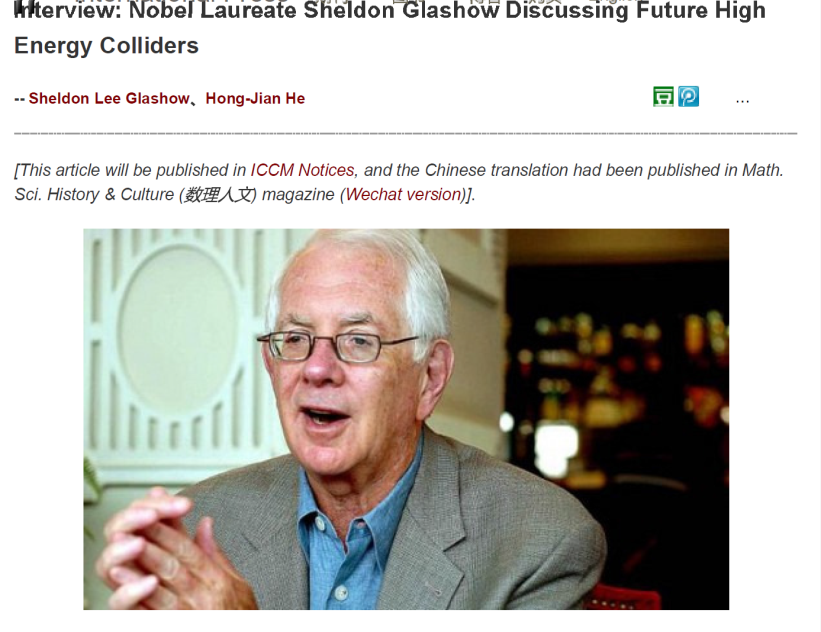 Interview: Nobel Laureate Sheldon Glashow Discussing Future High
Energy Colliders
-- Sheldon Lee Glashow、Hong-Jian He
...
[This article will be published in ICCM Notices, and the Chinese translation had been published in Math.
Sci. History & Culture (数理人文) magazine (Wechat version)].